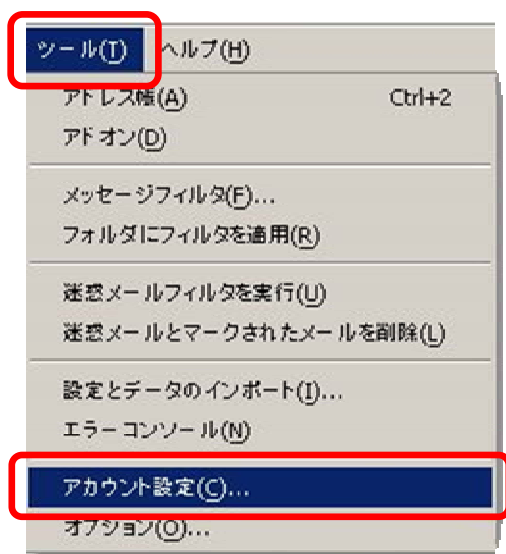 ツール(T) ヘルプ(H)
アドレス帳(A) Ctrl+2
アドオン(D)
メッセージフィルタ(F)...
フォルダにフィルタを適用(R)
迷惑メールフィルタを実行(U)
迷惑メールとマークされたメールを削除(L)
設定とデータのインポート(I)...
エラーコンソール(N)
アカウント設定(C)...
オプション(O)...